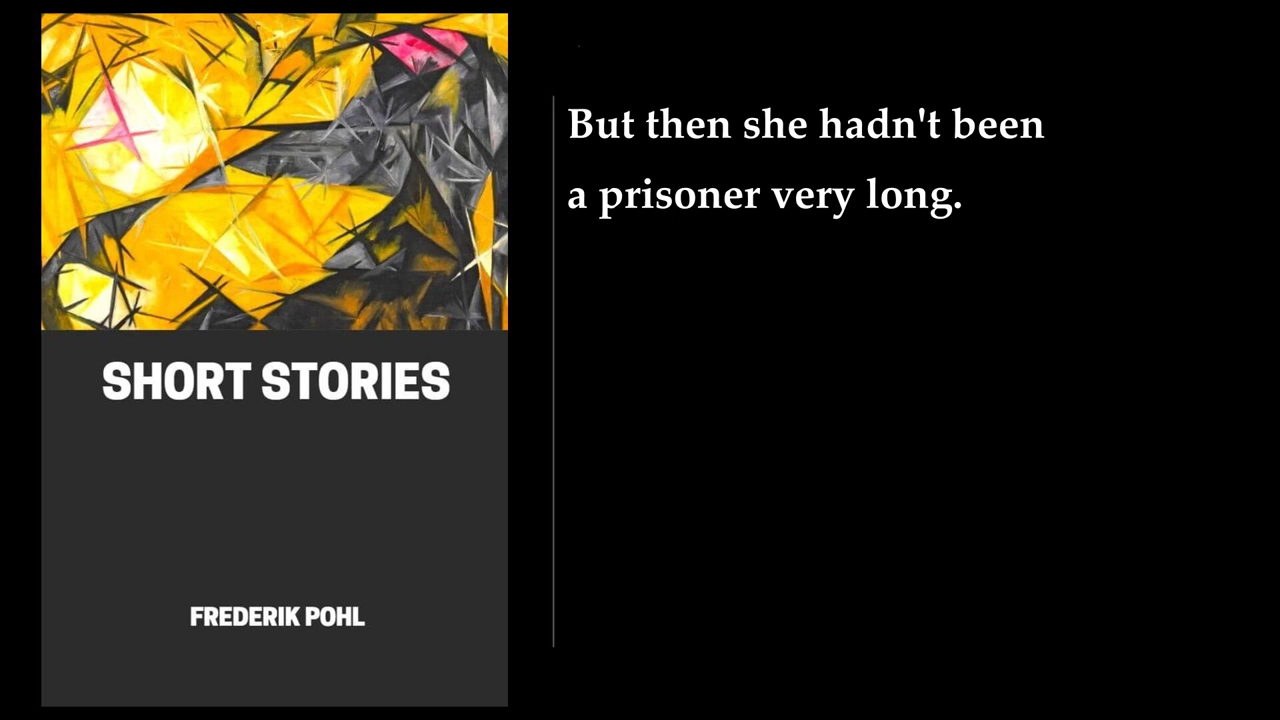 But then she hadn't been
a prisoner very long.
SHORT STORIES
FREDERIK POHL